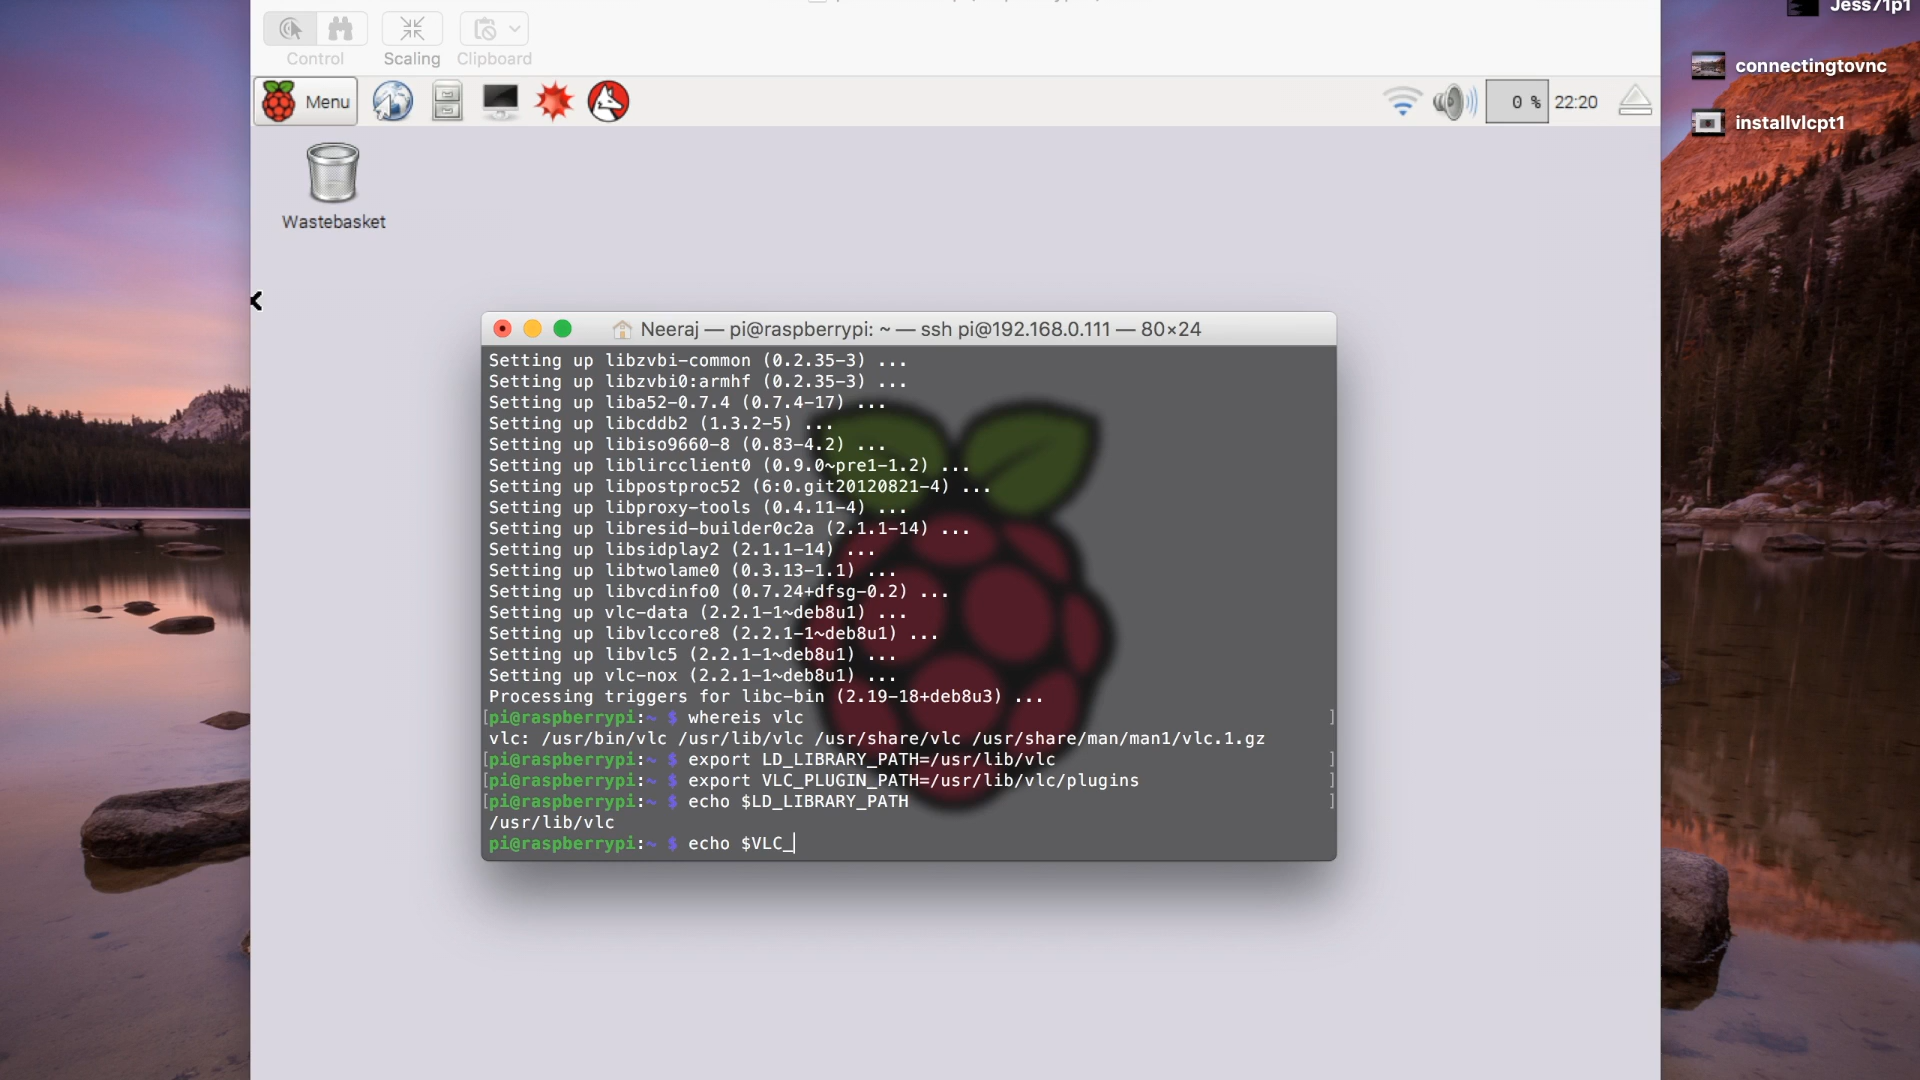 Jess71p1
Control
Scaling
Clipboard
connectingtovnc
Menu
0 %
22:20
installvlcpt1
Wastebasket
Neeraj — pi@raspberrypi: ~ — ssh pi@192.168.0.111 — 80×24
Setting up libzvbi-common (0.2.35-3) ...
Setting up libzvbi0:armhf (0.2.35-3) ...
Setting up liba52-0.7.4 (0.7.4-17) ...
Setting up libcddb2 (1.3.2-5) ...
Setting up libiso9660-8 (0.83-4.2) ...
Setting up liblircclient0 (0.9.0~pre1-1.2) ...
Setting up libpostproc52 (6:0.git20120821-4) ...
Setting up libproxy-tools (0.4.11-4) ...
Setting up libresid-builder0c2a (2.1.1-14) ...
Setting up libsidplay2 (2.1.1-14) ...
Setting up libtwolame0 (0.3.13-1.1) ...
Setting up libvcdinfo0 (0.7.24+dfsg-0.2) ...
Setting up vlc-data (2.2.1-1~deb8u1) ...
Setting up libvlccore8 (2.2.1-1~deb8u1) ...
Setting up libvlc5 (2.2.1-1~deb8u1) ...
Setting up vlc-nox (2.2.1-1~deb8u1) ...
Processing triggers for libc-bin (2.19-18+deb8u3) ...
[pi@raspberrypi:~ $ whereis vlc ]
vlc: /usr/bin/vlc /usr/lib/vlc /usr/share/vlc /usr/share/man/man1/vlc.1.gz
[pi@raspberrypi:~ $ export LD_LIBRARY_PATH=/usr/lib/vlc ]
[pi@raspberrypi:~ $ export VLC_PLUGIN_PATH=/usr/lib/vlc/plugins ]
[pi@raspberrypi:~ $ echo $LD_LIBRARY_PATH ]
/usr/lib/vlc
pi@raspberrypi:~ $ echo $VLC_